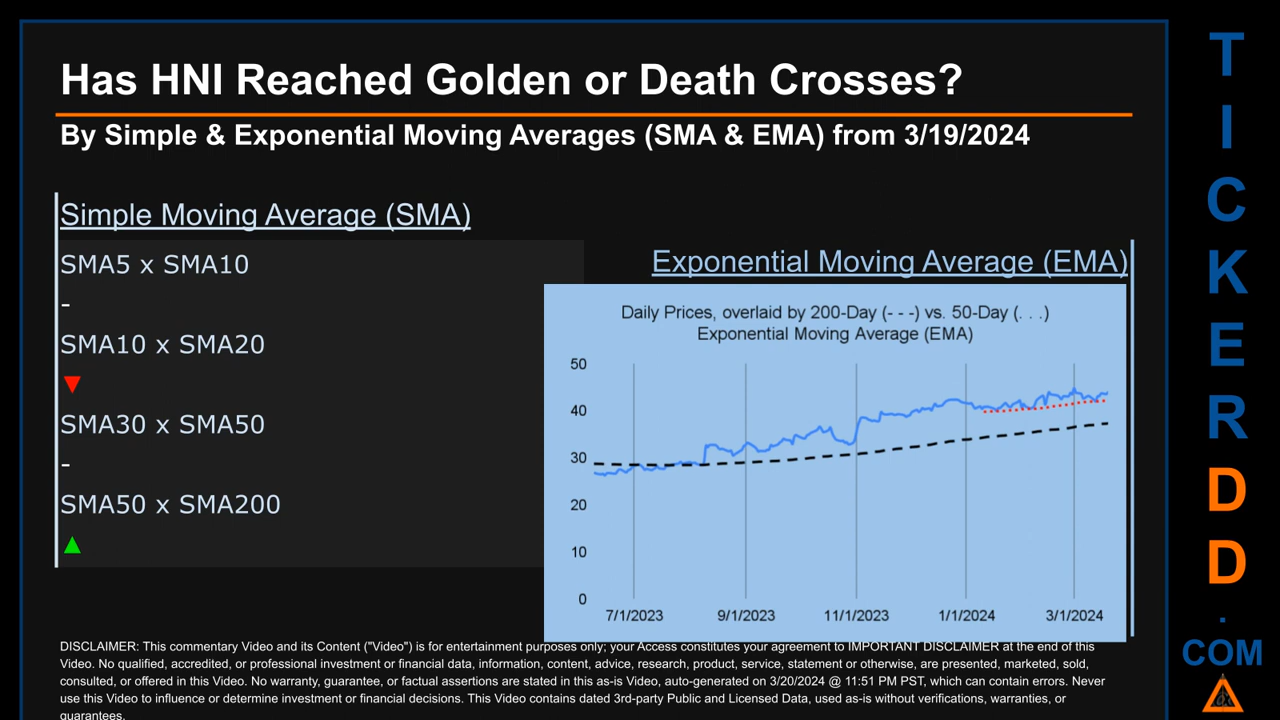 Has HNI Reached Golden or Death Crosses?
By Simple & Exponential Moving Averages (SMA & EMA) from 3/19/2024
Simple Moving Average (SMA)
SMA5 x SMA10
-
SMA10 x SMA20
▼
SMA30 x SMA50
-
SMA50 x SMA200
▲
Exponential Moving Average (EMA)
Daily Prices, overlaid by 200-Day (- - -) vs. 50-Day (. . .)
Exponential Moving Average (EMA)
50
40
30
20
10
0
7/1/2023 9/1/2023 11/1/2023 1/1/2024 3/1/2024
DISCLAIMER: This commentary Video and its Content ("Video") is for entertainment purposes only; your Access constitutes your agreement to IMPORTANT DISCLAIMER at the end of this
Video. No qualified, accredited, or professional investment or financial data, information, content, advice, research, product, service, statement or otherwise, are presented, marketed, sold,
consulted, or offered in this Video. No warranty, guarantee, or factual assertions are stated in this as-is Video, auto-generated on 3/20/2024 @ 11:51 PM PST, which can contain errors. Never
use this Video to influence or determine investment or financial decisions. This Video contains dated 3rd-party Public and Licensed Data, used as-is without verifications, warranties, or
guarantees.
T
I
C
K
E
R
D
D
.
COM